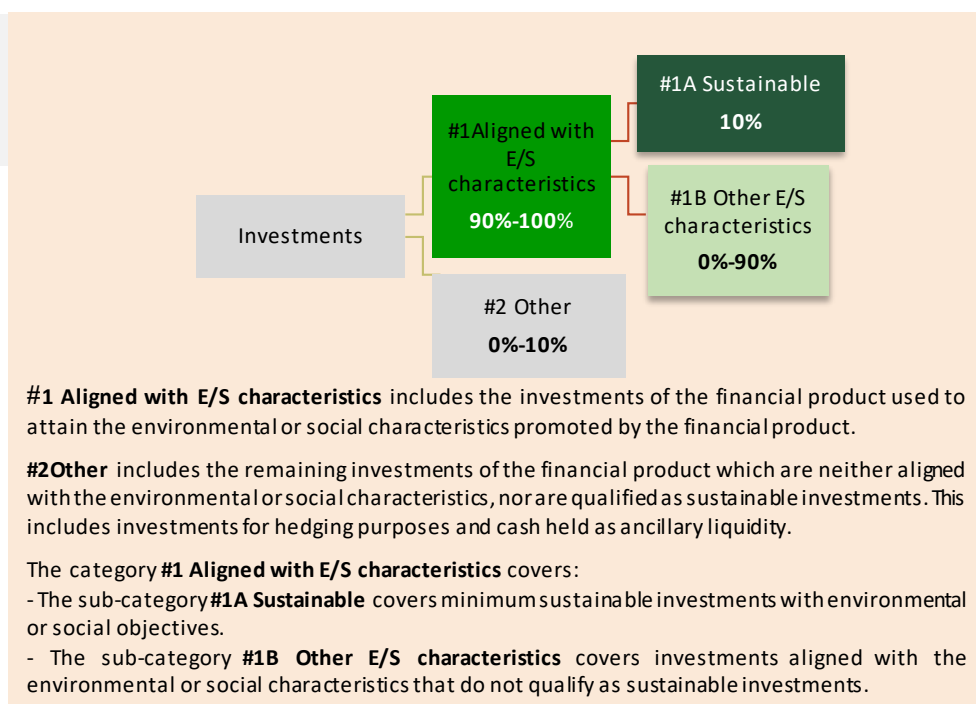 #1A Sustainable
10%
#1Aligned with
E/S
characteristics
90%-100%
#1B Other E/S
characteristics
0%-90%
Investments
#2 Other
0%-10%
#1 Aligned with E/S characteristics includes the investments of the financial product used to
attain the environmental or social characteristics promoted by the financial product.
#2Other includes the remaining investments of the financial product which are neither aligned
with the environmental or social characteristics, nor are qualified as sustainable investments. This
includes investments for hedging purposes and cash held as ancillary liquidity.
The category #1 Aligned with E/S characteristics covers:
- The sub-category #1A Sustainable covers minimum sustainable investments with environmental
or social objectives.
- The sub-category #1B Other E/S characteristics covers investments aligned with the
environmental or social characteristics that do not qualify as sustainable investments.